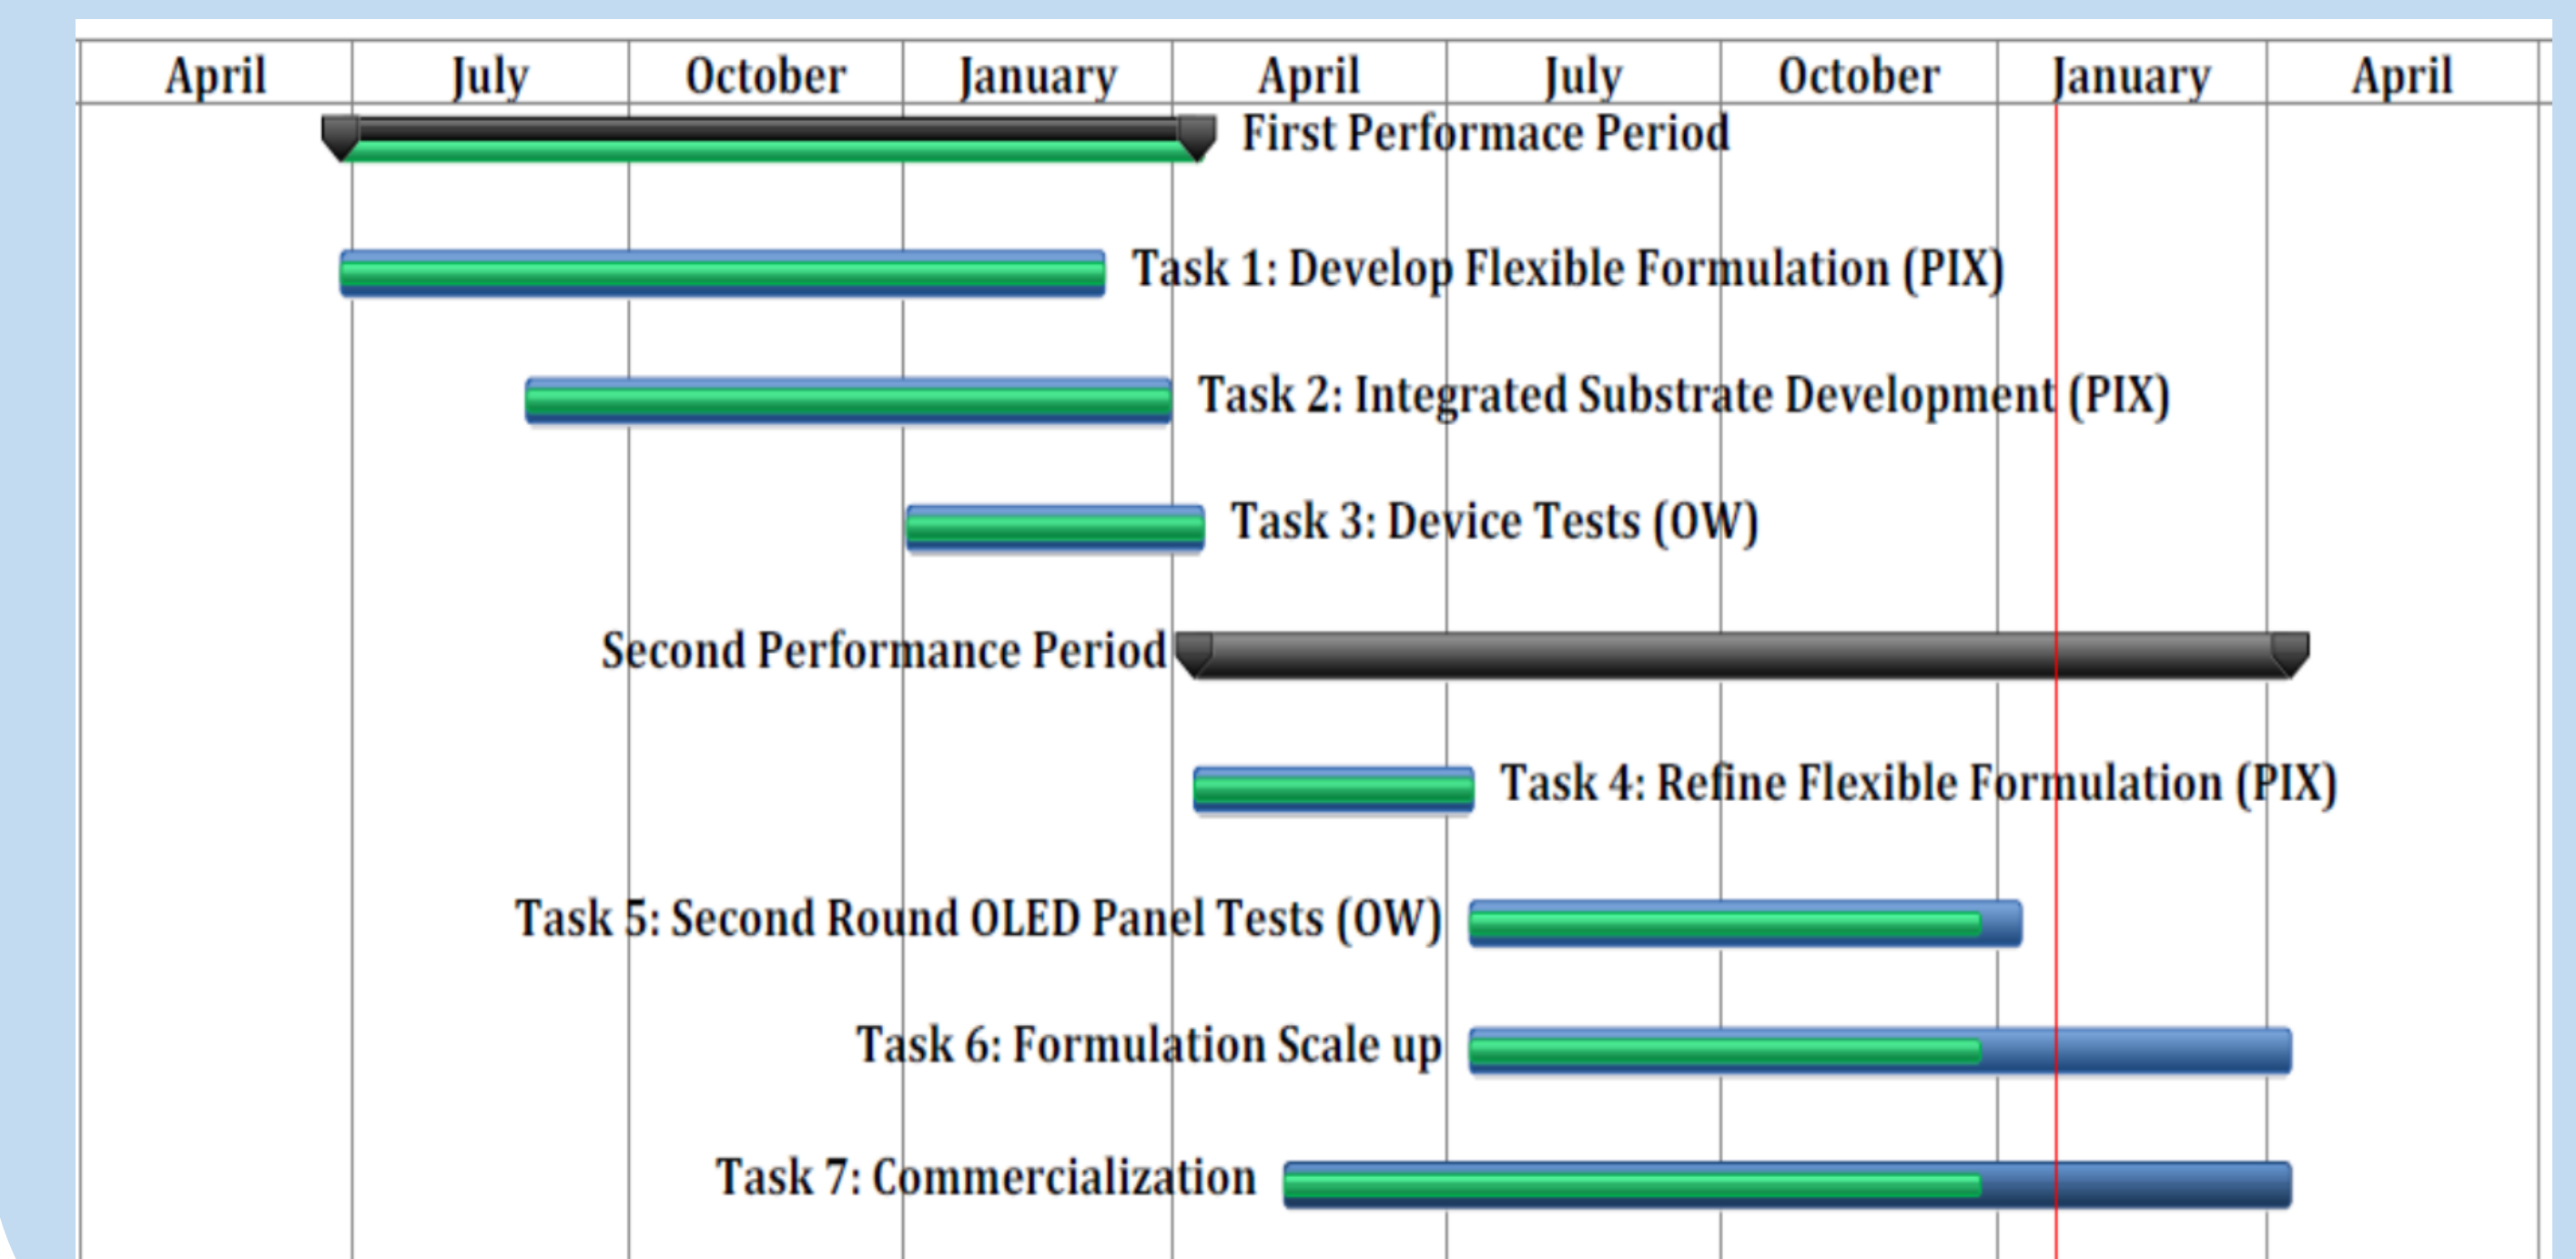 April July October January April July October January April
First Performace Period
Task 1: Develop Flexible Formulation (PIX)
Task 2: Integrated Substrate Development (PIX)
Task 3: Device Tests (OW)
Second Performance Period
Task 4: Refine Flexible Formulation (PIX)
Task 5: Second Round OLED Panel Tests (OW)
Task 6: Formulation Scale up
Task 7: Commercialization